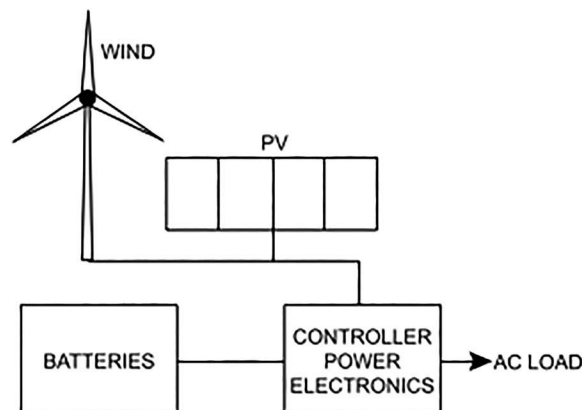 WIND
PV
BATTERIES
CONTROLLER
POWER
ELECTRONICS
AC LOAD